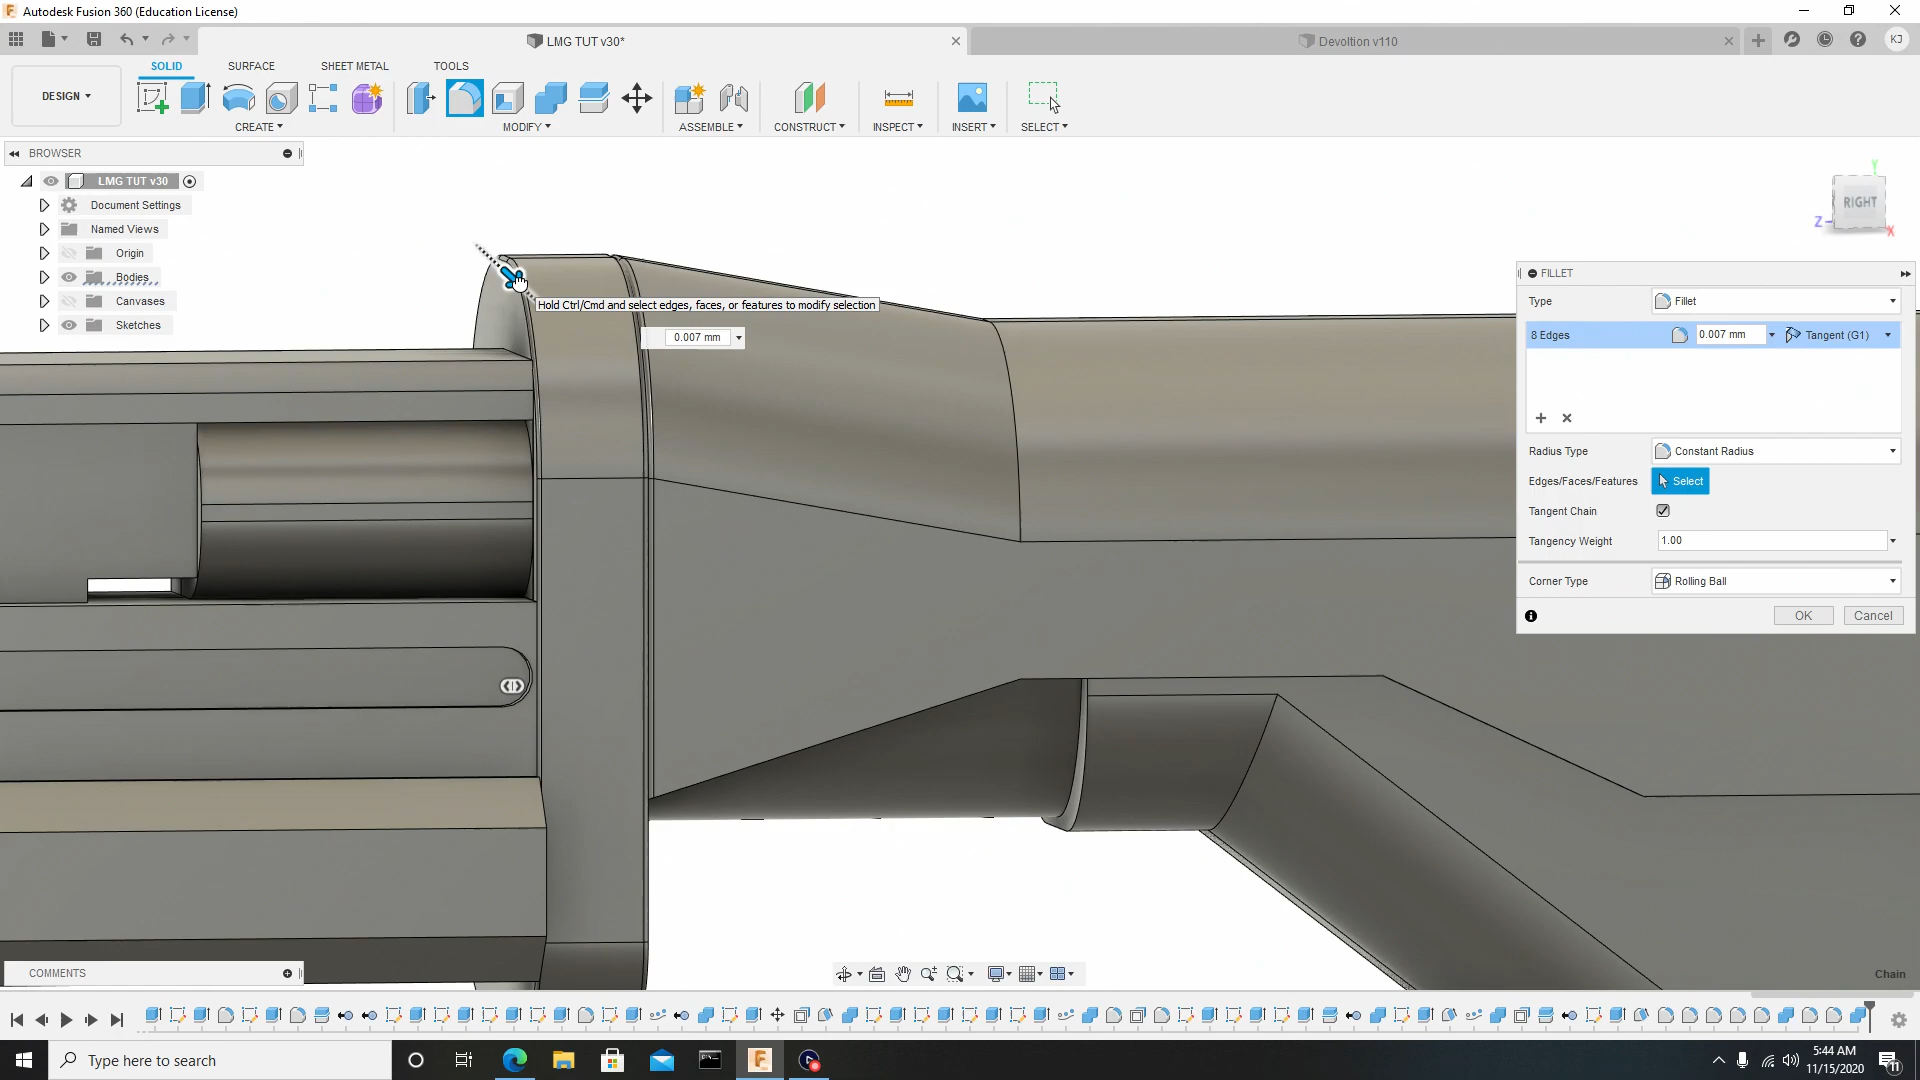 Autodesk Fusion 360 (Education License)
LMG TUT v30*
Devoltion v110
KJ
DESIGN
SOLID
SURFACE
SHEET METAL
TOOLS
CREATE
MODIFY
ASSEMBLE
CONSTRUCT
INSPECT
INSERT
SELECT
BROWSER
LMG TUT v30
Document Settings
Named Views
Origin
Bodies
Canvases
Sketches
Y
RIGHT
Z
X
Hold Ctrl/Cmd and select edges, faces, or features to modify selection
0.007 mm
FILLET
Type
Fillet
8 Edges
0.007 mm
Tangent (G1)
Radius Type
Constant Radius
Edges/Faces/Features
Select
Tangent Chain
Tangency Weight
1.00
Corner Type
Rolling Ball
OK
Cancel
COMMENTS
Chain
Type here to search
5:44 AM
11/15/2020
11